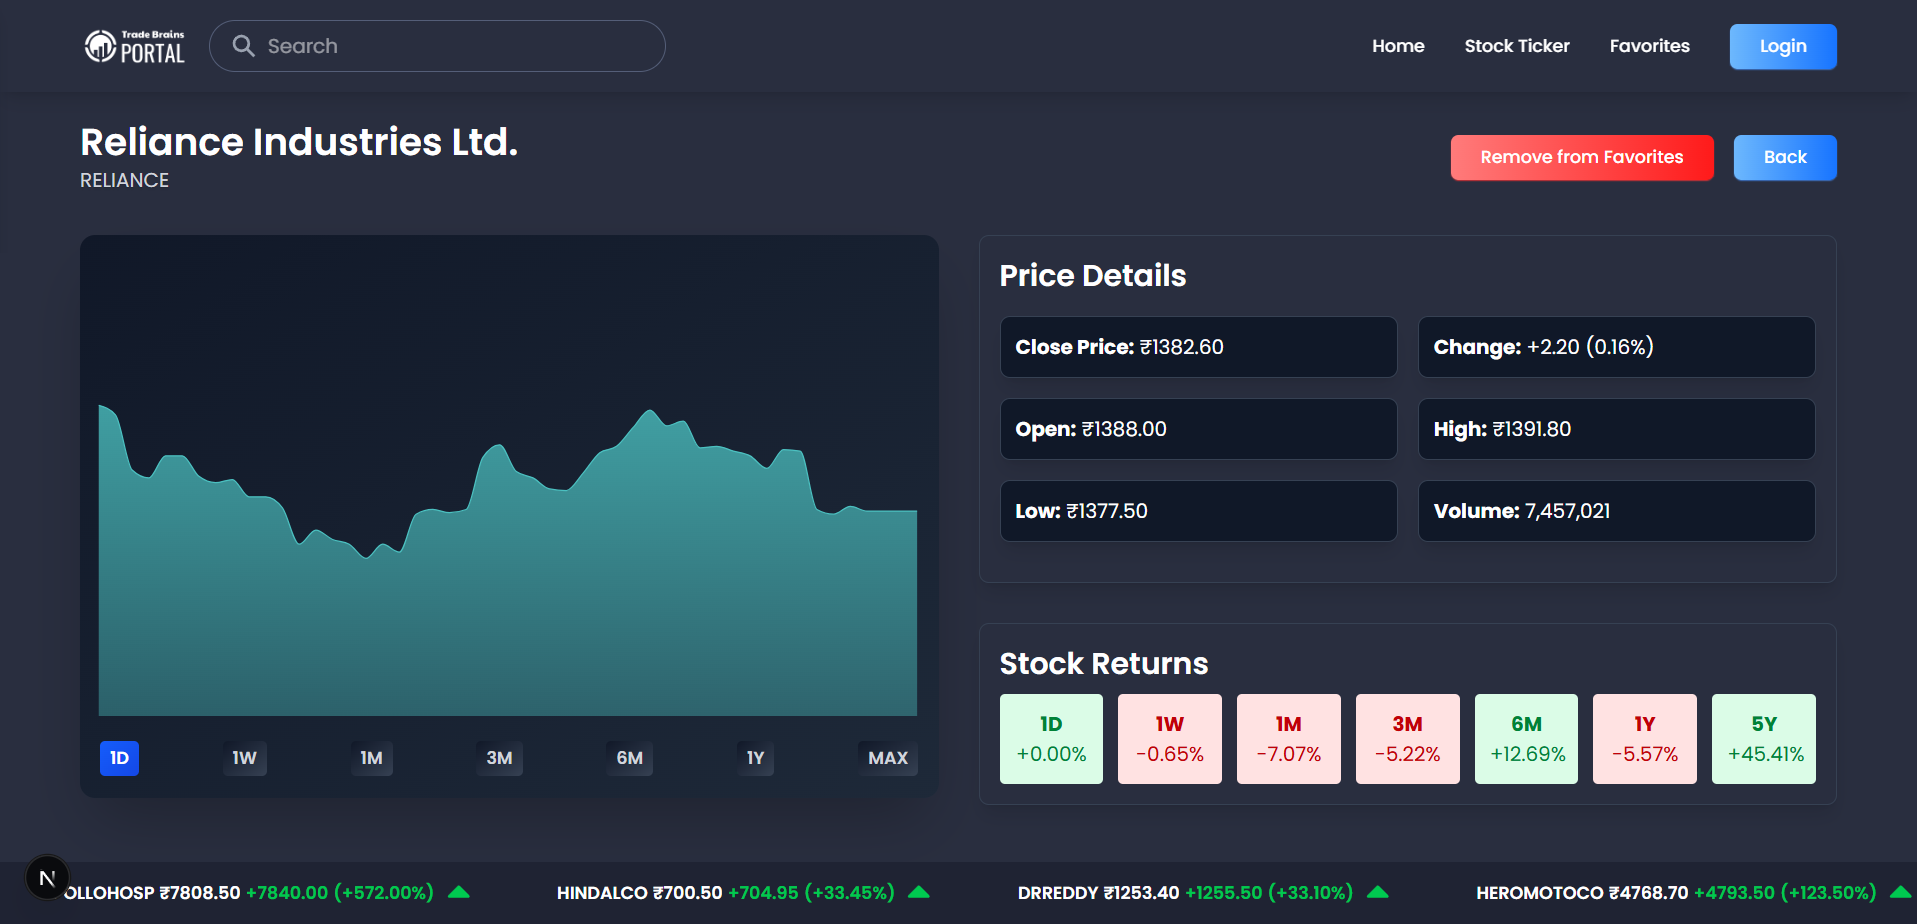 Trade Brains
PORTAL
Search
Home
Stock Ticker
Favorites
Login
Reliance Industries Ltd.
RELIANCE
Remove from Favorites
Back
Price Details
Close Price: ₹1382.60
Change: +2.20 (0.16%)
Open: ₹1388.00
High: ₹1391.80
Low: ₹1377.50
Volume: 7,457,021
1D
1W
1M
3M
6M
1Y
MAX
Stock Returns
1D
+0.00%
1W
-0.65%
1M
-7.07%
3M
-5.22%
6M
+12.69%
1Y
-5.57%
5Y
+45.41%
N
OLLOHOSP ₹7808.50 +7840.00 (+572.00%)
HINDALCO ₹700.50 +704.95 (+33.45%)
DRREDDY ₹1253.40 +1255.50 (+33.10%)
HEROMOTOCO ₹4768.70 +4793.50 (+123.50%)